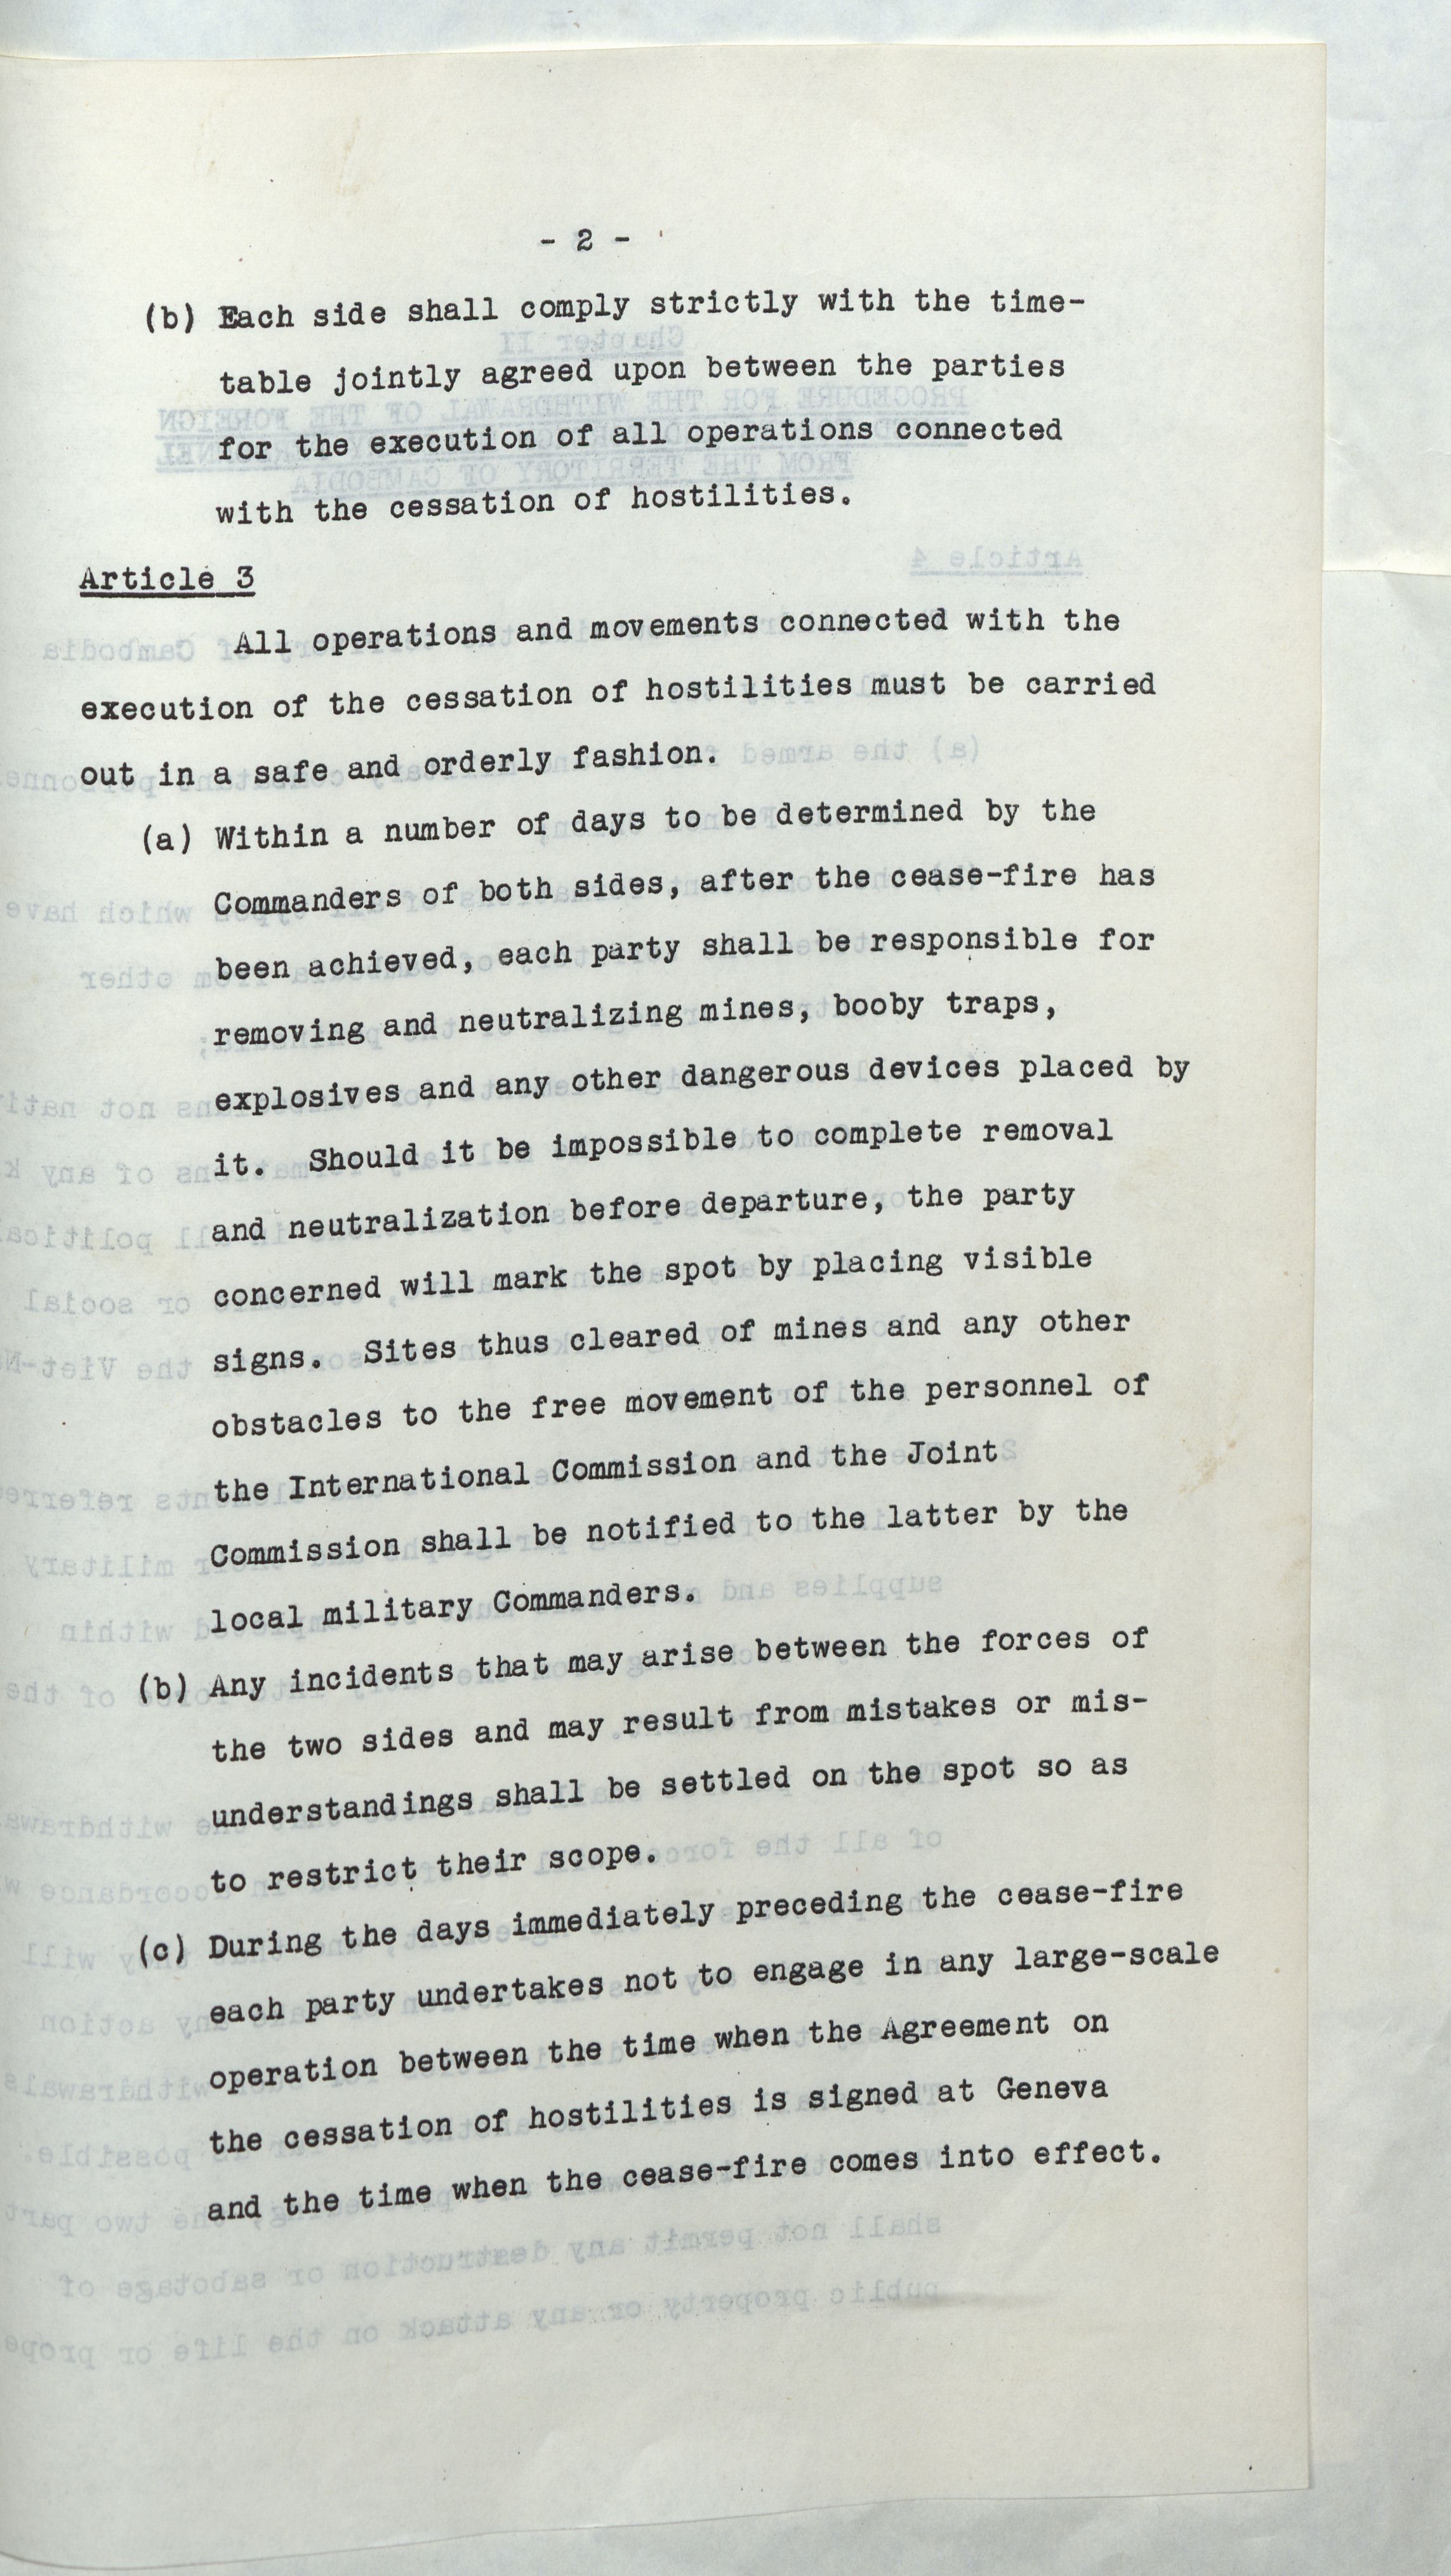 - 2 -
(b) Each side shall comply strictly with the time-
table jointly agreed upon between the parties
for the execution of all operations connected
with the cessation of hostilities.
Article 3
All operations and movements connected with the
execution of the cessation of hostilities must be carried
out in a safe and orderly fashion.
(a) Within a number of days to be determined by the
Commanders of both sides, after the cease-fire has
been achieved, each party shall be responsible for
removing and neutralizing mines, booby traps,
explosives and any other dangerous devices placed by
it. Should it be impossible to complete removal
and neutralization before departure, the party
concerned will mark the spot by placing visible
signs. Sites thus cleared of mines and any other
obstacles to the free movement of the personnel of
the International Commission and the Joint
Commission shall be notified to the latter by the
local military Commanders.
(b) Any incidents that may arise between the forces of
the two sides and may result from mistakes or mis-
understandings shall be settled on the spot so as
to restrict their scope.
(c) During the days immediately preceding the cease-fire
each party undertakes not to engage in any large-scale
operation between the time when the Agreement on
the cessation of hostilities is signed at Geneva
and the time when the cease-fire comes into effect.